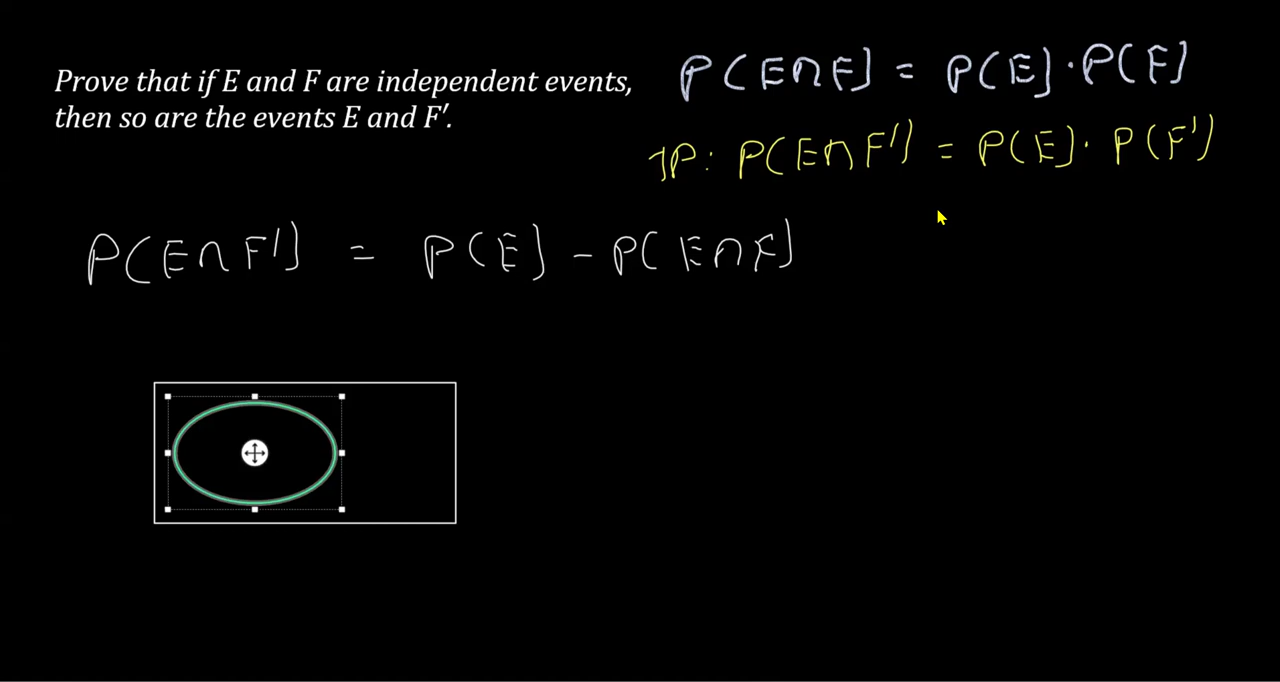 Prove that if E and F are independent events,
then so are the events E and F′.
P(E∩F) = P(E)·P(F)
TP: P(E∩F') = P(E)· P(F')
P(E∩F') = P(E) - P(E∩F)